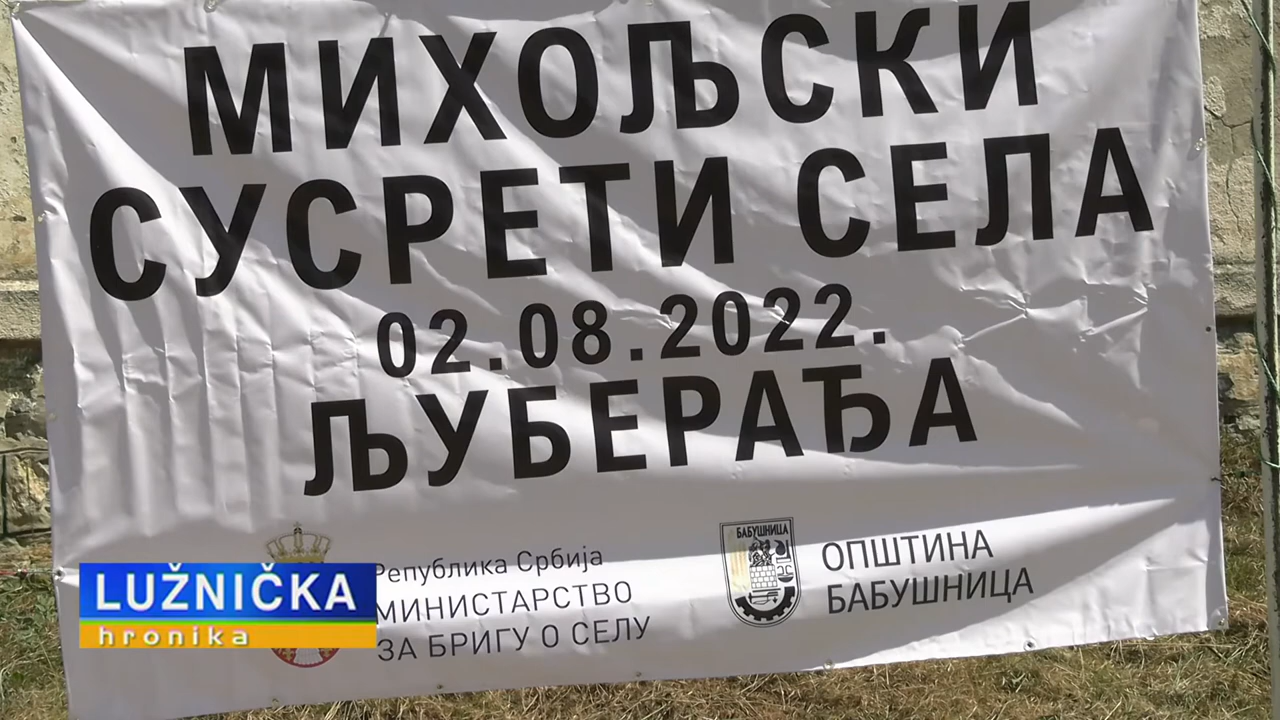 МИХОЉСКИ
СУСРЕТИ СЕЛА
02.08.2022.
ЉУБЕРАЂА
Република Србија
МИНИСТАРСТВО
ЗА БРИГУ О СЕЛУ
БАБУШНИЦА
ОПШТИНА
БАБУШНИЦА
LUŽNIČKA
hronika